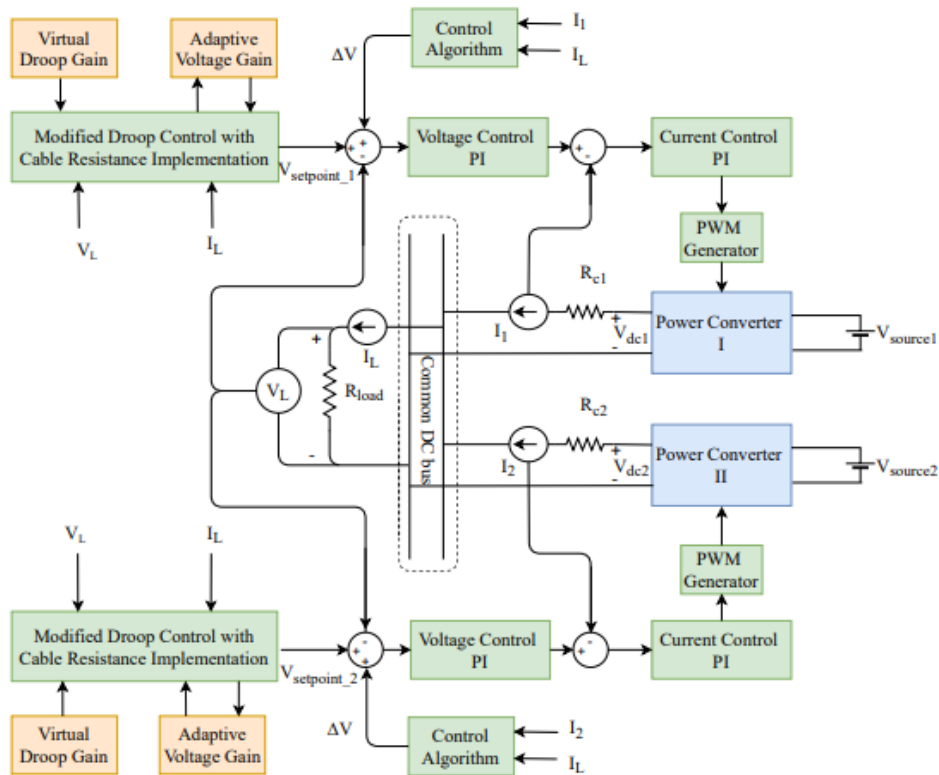 Virtual
Droop Gain
Adaptive
Voltage Gain
ΔV
Control
Algorithm
I1
IL
Modified Droop Control with
Cable Resistance Implementation
Vsetpoint_1
+
+
-
Voltage Control
PI
+
-
Current Control
PI
VL
IL
PWM
Generator
Rc1
I1
+
Vdc1
-
Power Converter
I
Vsource1
+
IL
VL
Rload
-
Common DC bus
Rc2
I2
+
Vdc2
-
Power Converter
II
Vsource2
VL
IL
PWM
Generator
Modified Droop Control with
Cable Resistance Implementation
Vsetpoint_2
-
+
+
Voltage Control
PI
-
+
Current Control
PI
Virtual
Droop Gain
Adaptive
Voltage Gain
ΔV
Control
Algorithm
I2
IL